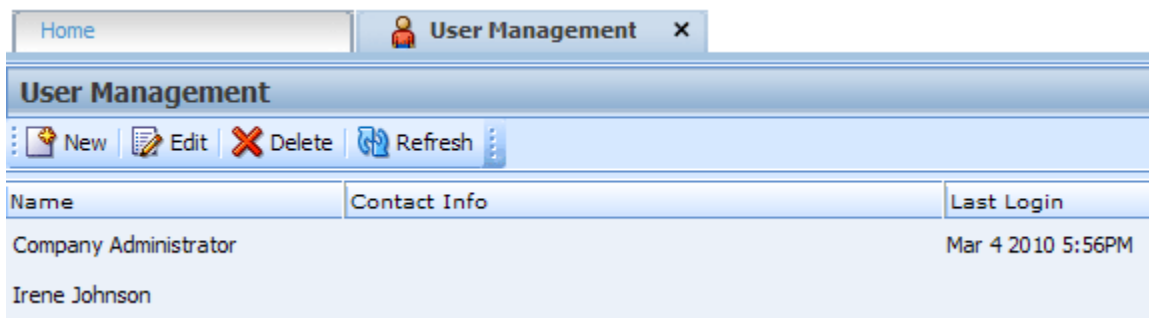 Home User Management x
User Management
New Edit Delete Refresh
Name Contact Info Last Login
Company Administrator Mar 4 2010 5:56PM
Irene Johnson